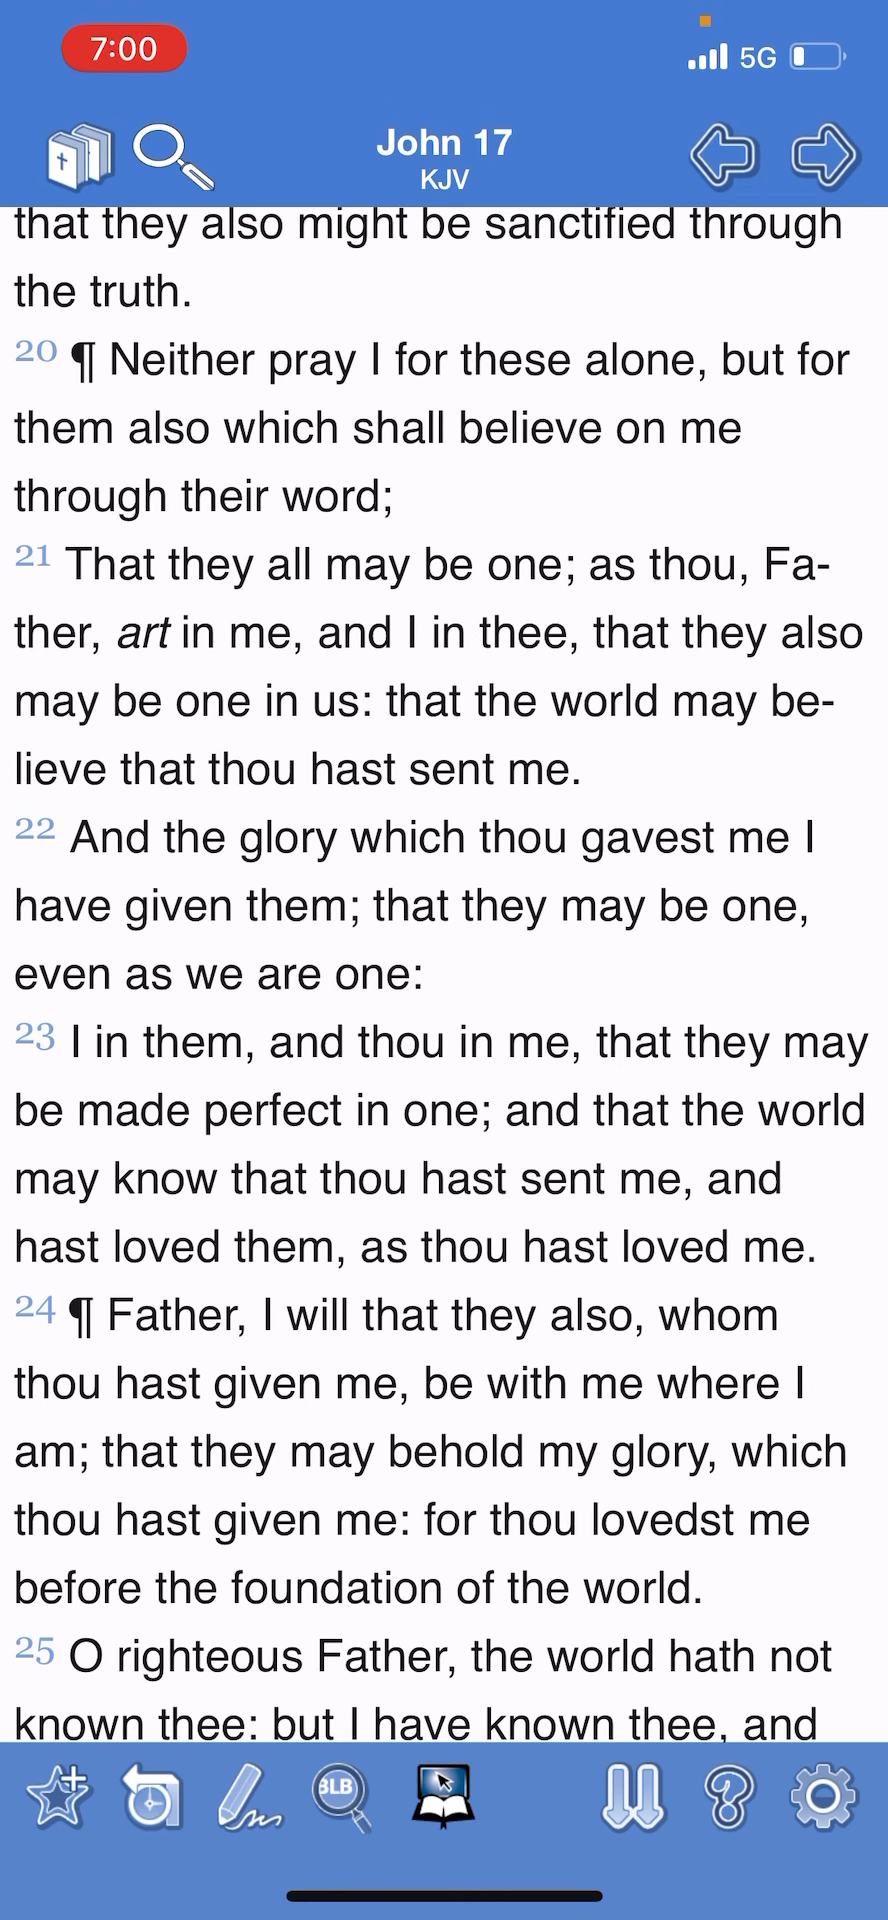 7:00
5G
John 17
KJV
that they also might be sanctified through
the truth.
20 ¶ Neither pray I for these alone, but for
them also which shall believe on me
through their word;
21 That they all may be one; as thou, Fa-
ther, art in me, and I in thee, that they also
may be one in us: that the world may be-
lieve that thou hast sent me.
22 And the glory which thou gavest me I
have given them; that they may be one,
even as we are one:
23 I in them, and thou in me, that they may
be made perfect in one; and that the world
may know that thou hast sent me, and
hast loved them, as thou hast loved me.
24 ¶ Father, I will that they also, whom
thou hast given me, be with me where I
am; that they may behold my glory, which
thou hast given me: for thou lovedst me
before the foundation of the world.
25 O righteous Father, the world hath not
known thee: but I have known thee, and
BLB